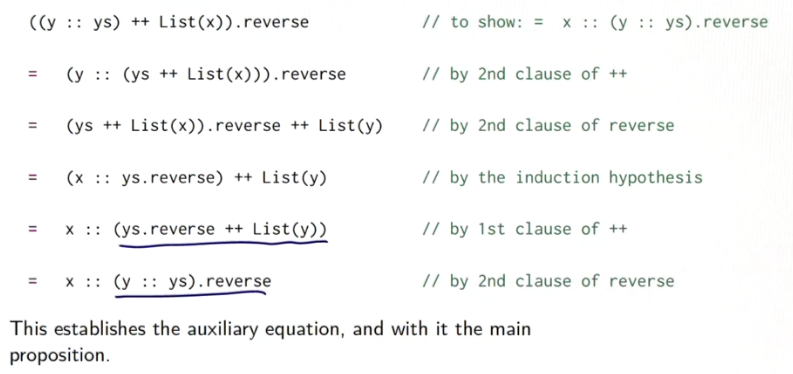 ((y :: ys) ++ List(x)).reverse // to show: = x :: (y :: ys).reverse
= (y :: (ys ++ List(x))).reverse // by 2nd clause of ++
= (ys ++ List(x)).reverse ++ List(y) // by 2nd clause of reverse
= (x :: ys.reverse) ++ List(y) // by the induction hypothesis
= x :: (ys.reverse ++ List(y)) // by 1st clause of ++
= x :: (y :: ys).reverse // by 2nd clause of reverse
This establishes the auxiliary equation, and with it the main
proposition.